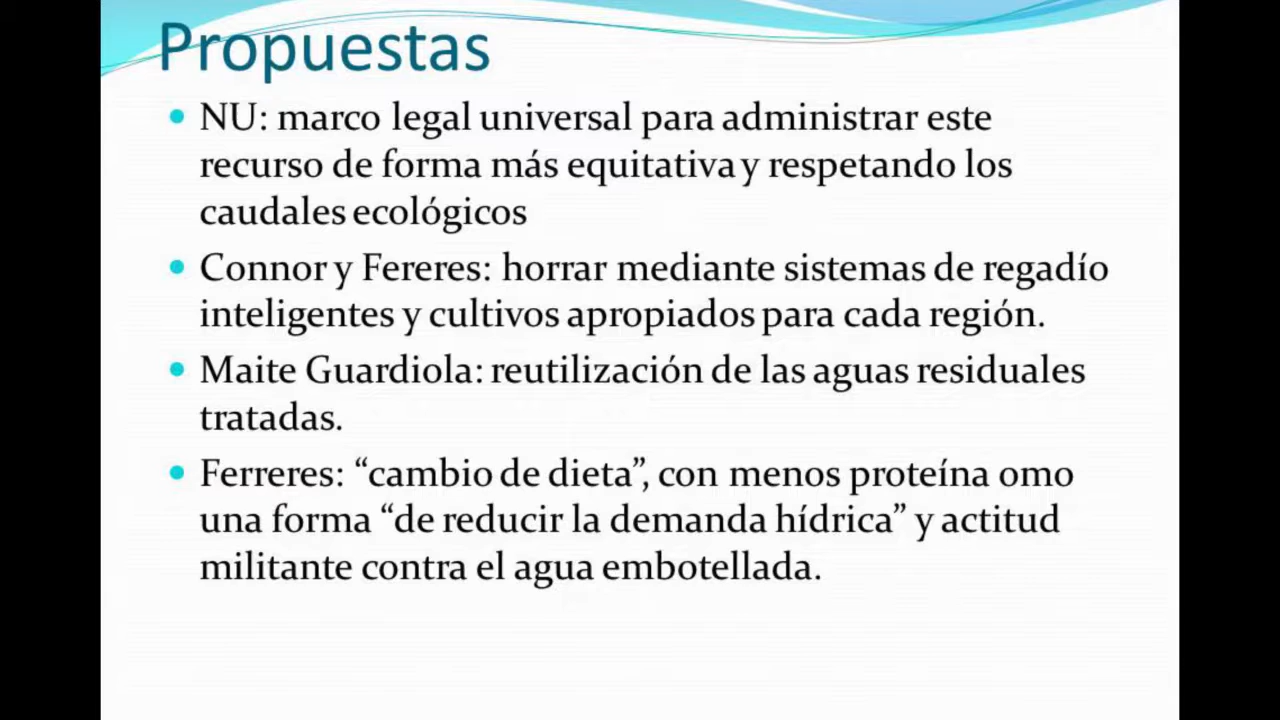 Propuestas
NU: marco legal universal para administrar este
recurso de forma más equitativa y respetando los
caudales ecológicos
Connor y Fereres: horrar mediante sistemas de regadío
inteligentes y cultivos apropiados para cada región.
Maite Guardiola: reutilización de las aguas residuales
tratadas.
Ferreres: “cambio de dieta”, con menos proteína omo
una forma “de reducir la demanda hídrica” y actitud
militante contra el agua embotellada.